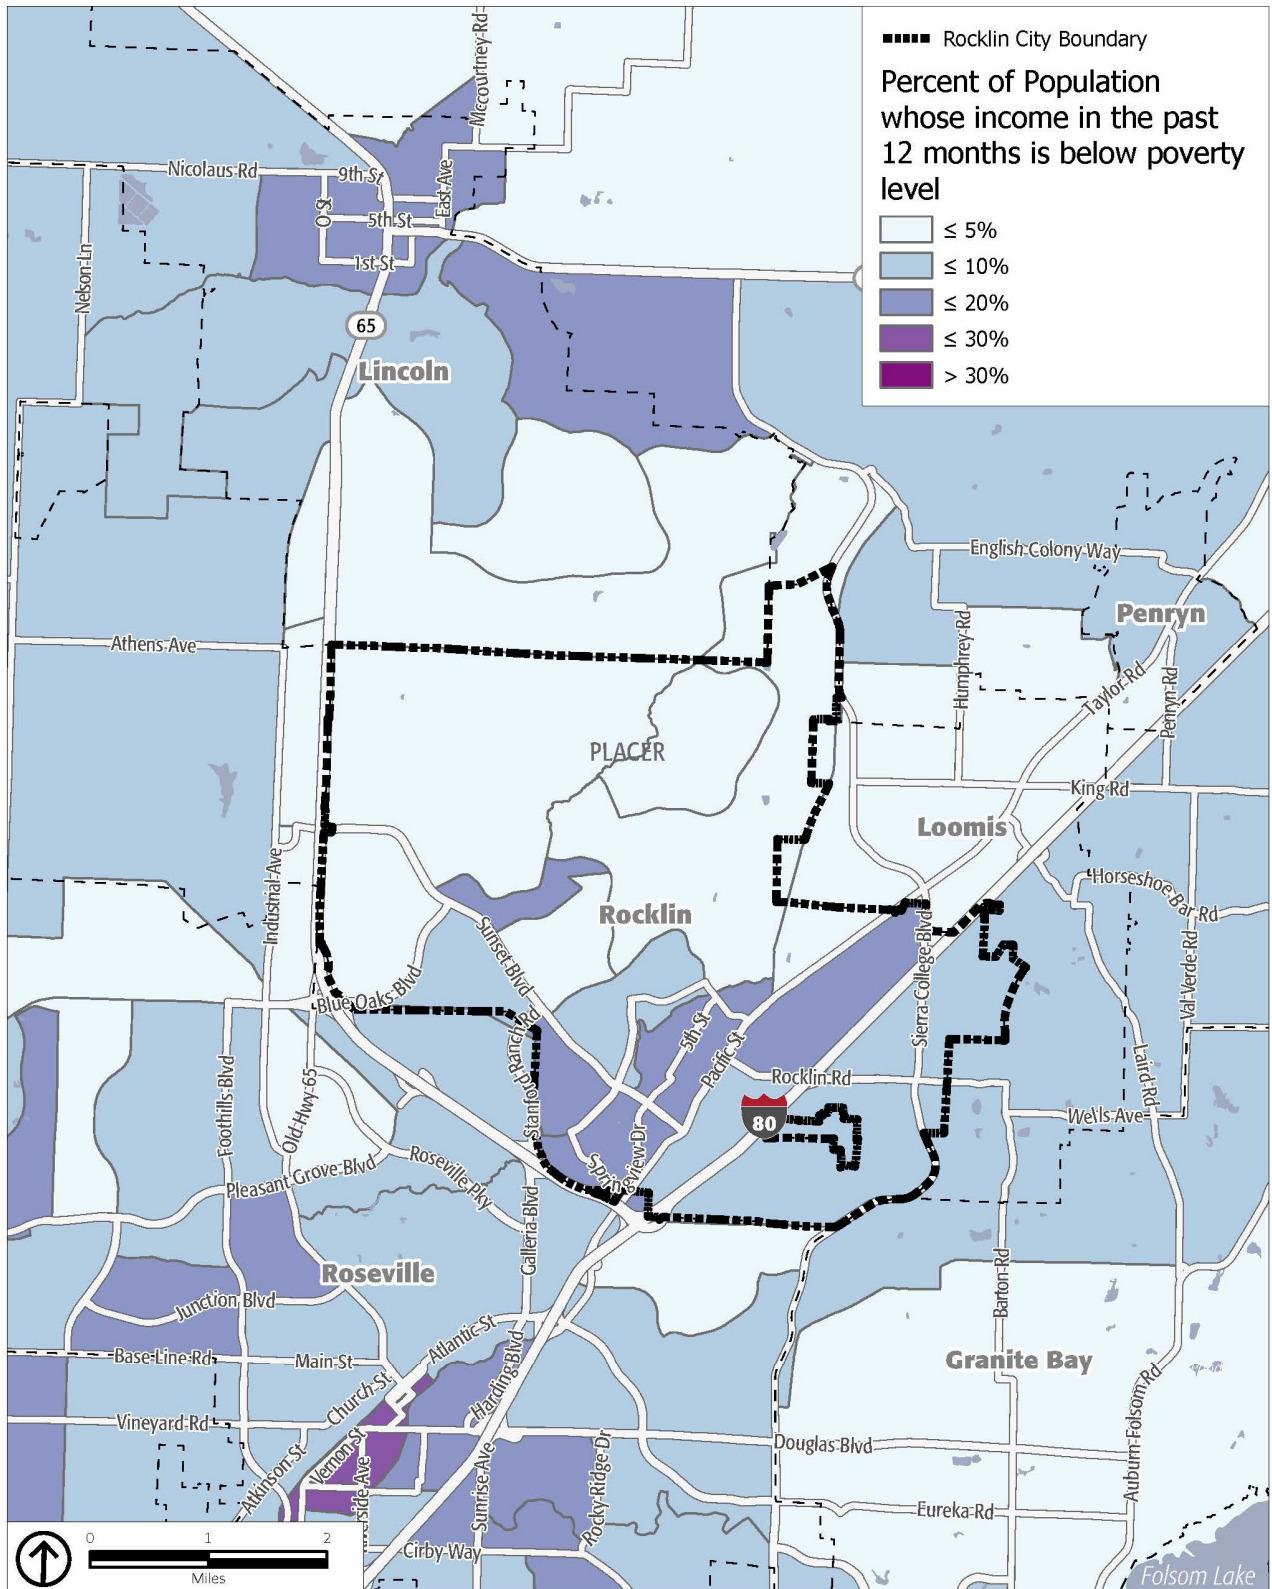 Rocklin City Boundary
Percent of Population
whose income in the past
12 months is below poverty
level
≤ 5%
≤ 10%
≤ 20%
≤ 30%
> 30%
Mccourtney Rd
Nicolaus Rd
9th St
East Ave
O St
5th St
1st St
Nelson Ln
65
Lincoln
English Colony Way
Penryn
Athens Ave
Humphrey Rd
Taylor Rd
Penryn Rd
PLACER
King Rd
Loomis
Horseshoe Bar Rd
Industrial Ave
Rocklin
Sunset Blvd
Sierra College Blvd
Val Verde Rd
Blue Oaks Blvd
Stanford Ranch Rd
5th St
Pacific St
Rocklin Rd
Laird Rd
Foothills Blvd
Old Hwy 65
80
Wells Ave
Pleasant Grove Blvd
Roseville Pky
Springview Dr
Galleria Blvd
Roseville
Barton Rd
Junction Blvd
Atlantic St
Base Line Rd
Main St
Harding Blvd
Granite Bay
Church St
Vineyard Rd
Vernon St
Douglas Blvd
Auburn Folsom Rd
Atkinson St
Sunrise Ave
Rocky Ridge Dr
Eureka Rd
Cirby Way
0 1 2
Miles
Folsom Lake